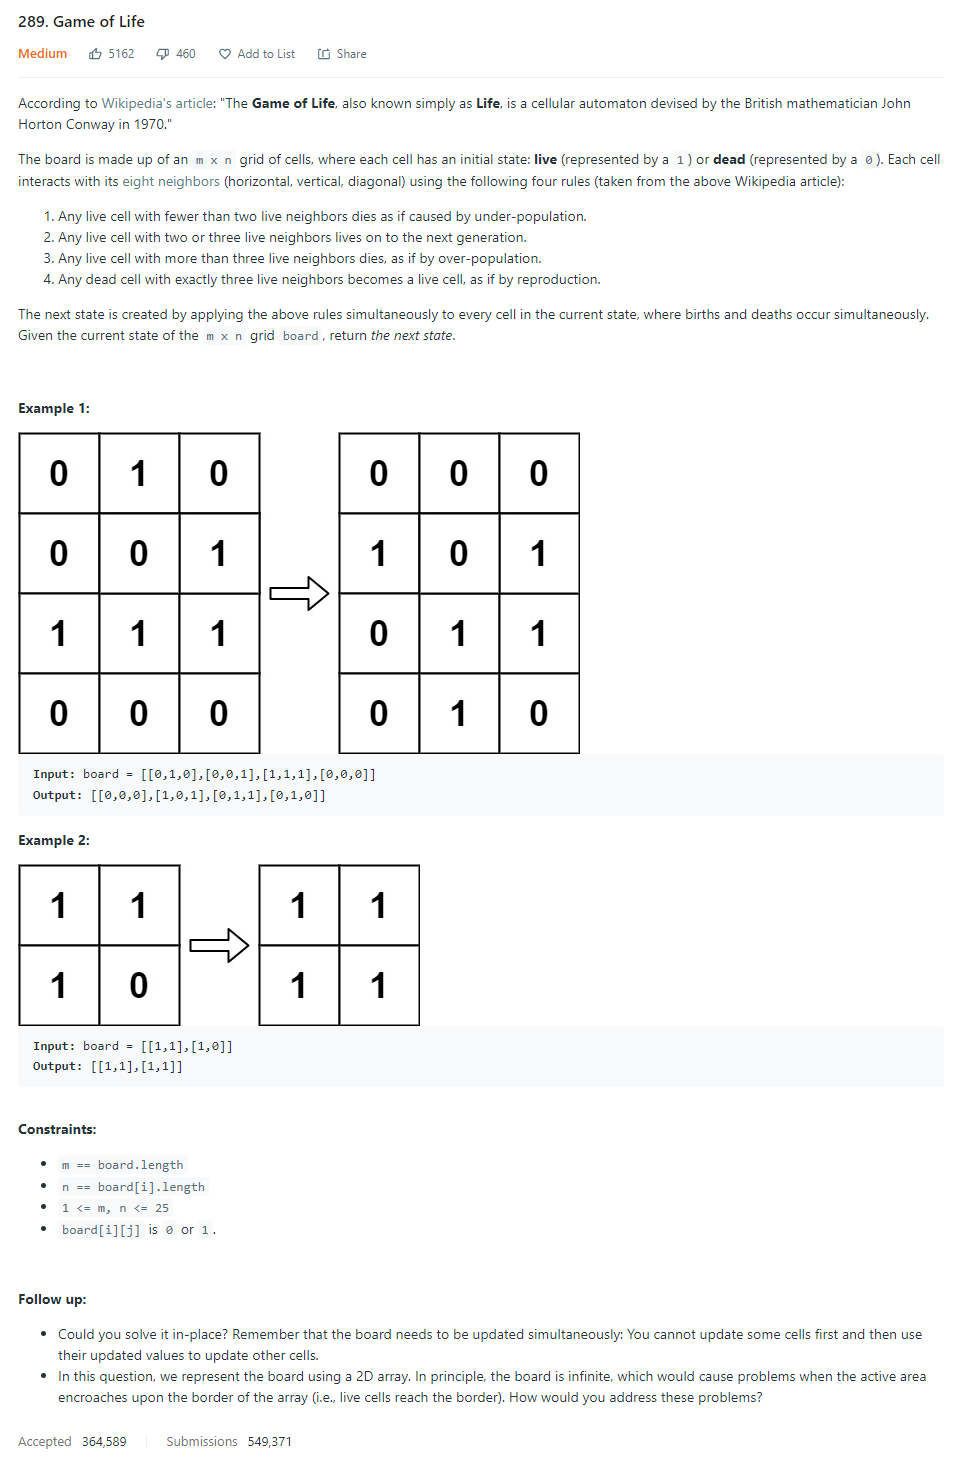 289. Game of Life
Medium 5162 460 Add to List Share
According to Wikipedia's article: "The Game of Life, also known simply as Life, is a cellular automaton devised by the British mathematician John
Horton Conway in 1970."
The board is made up of an m x n grid of cells, where each cell has an initial state: live (represented by a 1) or dead (represented by a 0). Each cell
interacts with its eight neighbors (horizontal, vertical, diagonal) using the following four rules (taken from the above Wikipedia article):
1. Any live cell with fewer than two live neighbors dies as if caused by under-population.
2. Any live cell with two or three live neighbors lives on to the next generation.
3. Any live cell with more than three live neighbors dies, as if by over-population.
4. Any dead cell with exactly three live neighbors becomes a live cell, as if by reproduction.
The next state is created by applying the above rules simultaneously to every cell in the current state, where births and deaths occur simultaneously.
Given the current state of the m x n grid board, return the next state.
Example 1:
0 1 0 0 0 0
0 0 1 1 0 1
1 1 1 0 1 1
0 0 0 0 1 0
Input: board = [[0,1,0],[0,0,1],[1,1,1],[0,0,0]]
Output: [[0,0,0],[1,0,1],[0,1,1],[0,1,0]]
Example 2:
1 1 1 1
1 0 1 1
Input: board = [[1,1],[1,0]]
Output: [[1,1],[1,1]]
Constraints:
• m == board.length
• n == board[i].length
• 1 <= m, n <= 25
• board[i][j] is 0 or 1.
Follow up:
• Could you solve it in-place? Remember that the board needs to be updated simultaneously: You cannot update some cells first and then use
their updated values to update other cells.
• In this question, we represent the board using a 2D array. In principle, the board is infinite, which would cause problems when the active area
encroaches upon the border of the array (i.e., live cells reach the border). How would you address these problems?
Accepted 364,589 Submissions 549,371